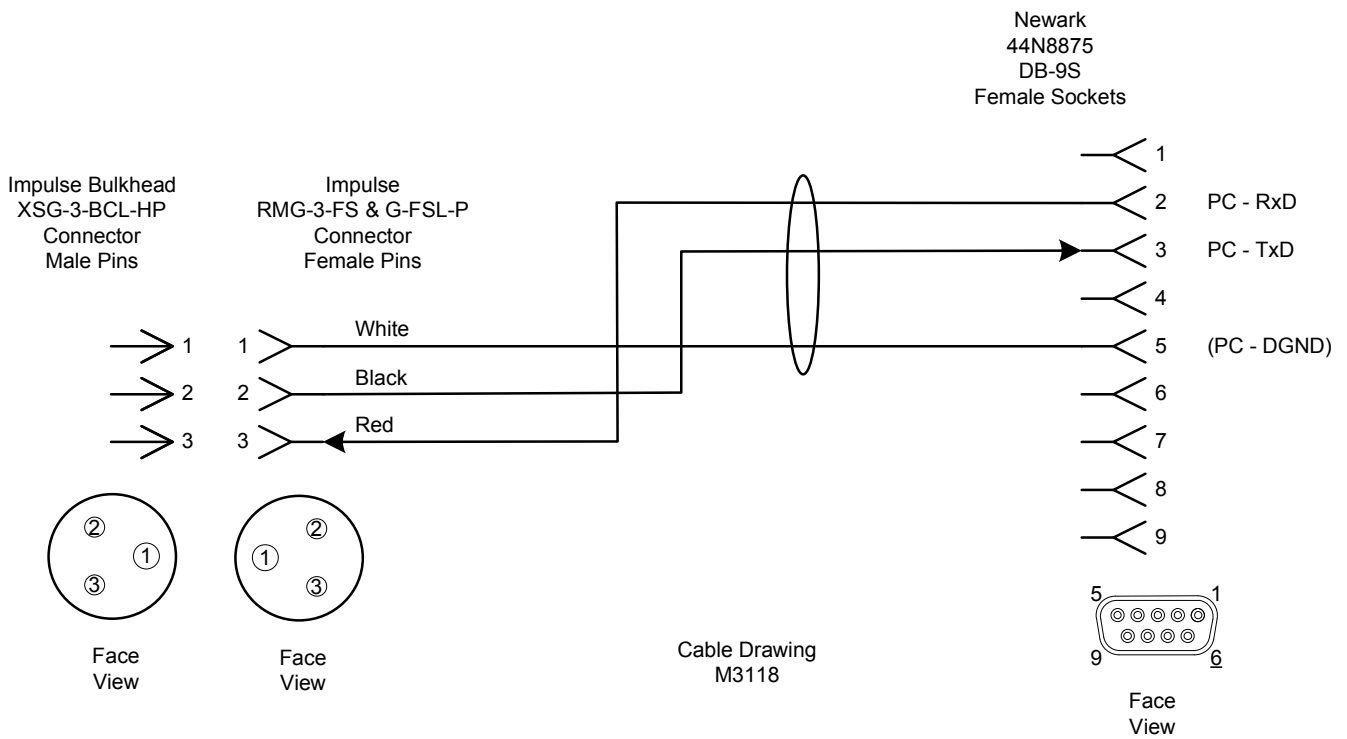 Newark
44N8875
DB-9S
Female Sockets
Impulse Bulkhead
XSG-3-BCL-HP
Connector
Male Pins
Impulse
RMG-3-FS & G-FSL-P
Connector
Female Pins
1
2 PC - RxD
3 PC - TxD
4
5 (PC - DGND)
6
7
8
9
1 1 White
2 2 Black
3 3 Red
2
1
3
Face
View
2
1
3
Face
View
Cable Drawing
M3118
5 1
9 6
Face
View